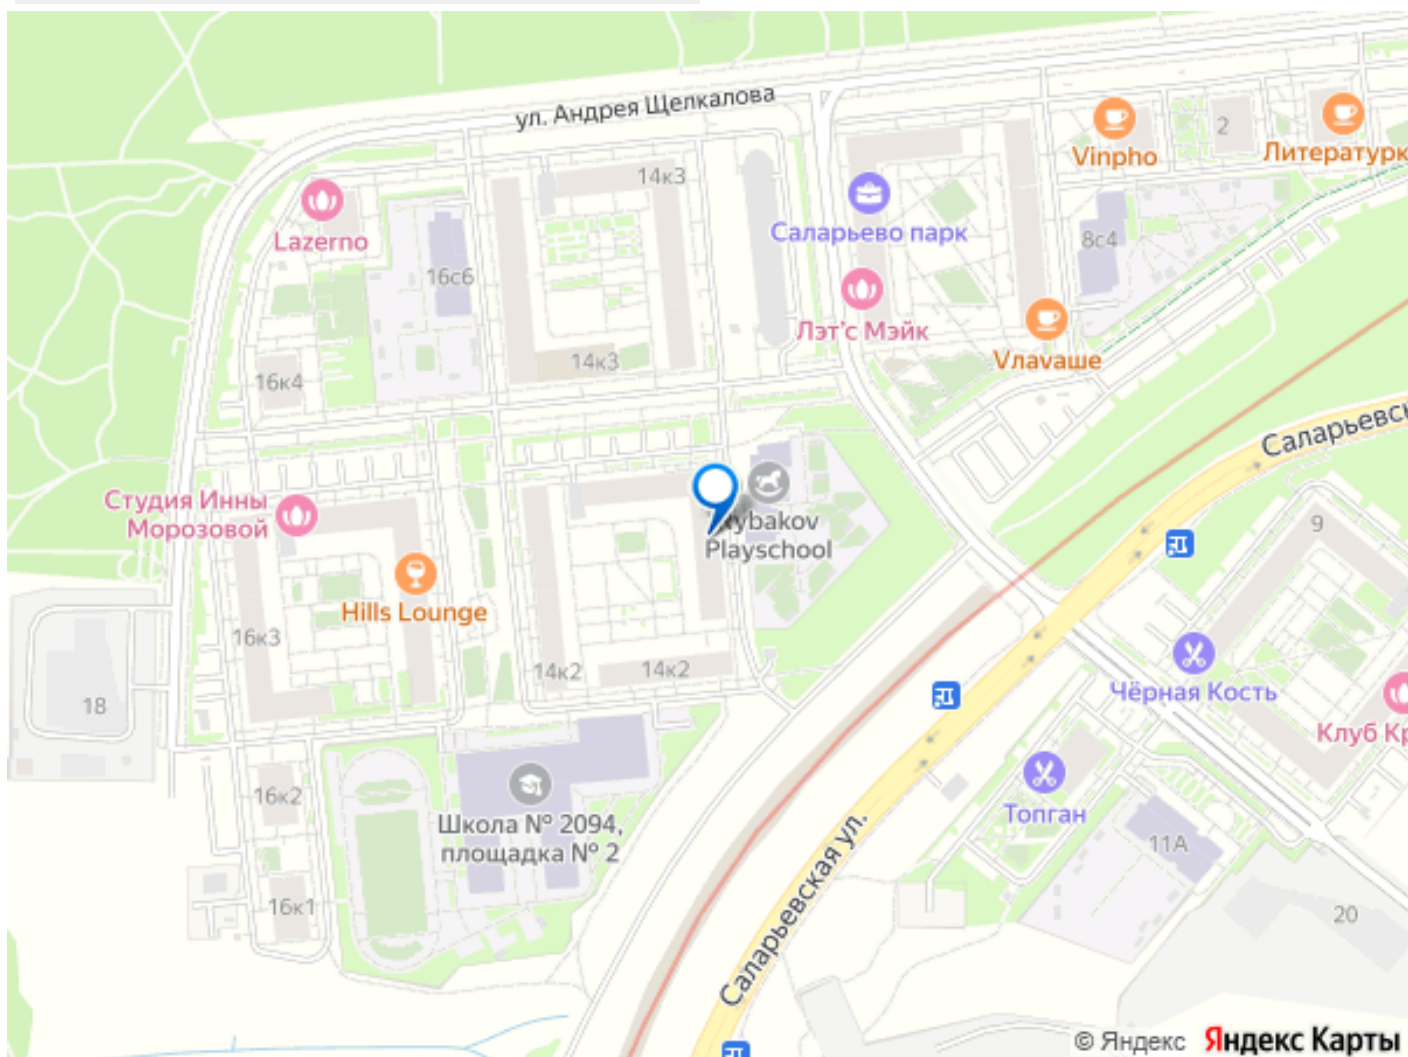 ул. Андрея Щелкалова
14к3
Vinpho
2
Литературк
Lazerno
16с6
Саларьево парк
8с4
Лэт'с Мэйк
Vлаvаше
14к3
16к4
Саларьевск
Студия Инны
Морозовой
Rybakov
Playschool
9
Hills Lounge
16к3
14к2
14к2
18
Чёрная Кость
Клуб Кр
16к2
Школа № 2094,
площадка № 2
Топган
11А
16к1
20
Саларьевская ул.
© Яндекс Яндекс Карты